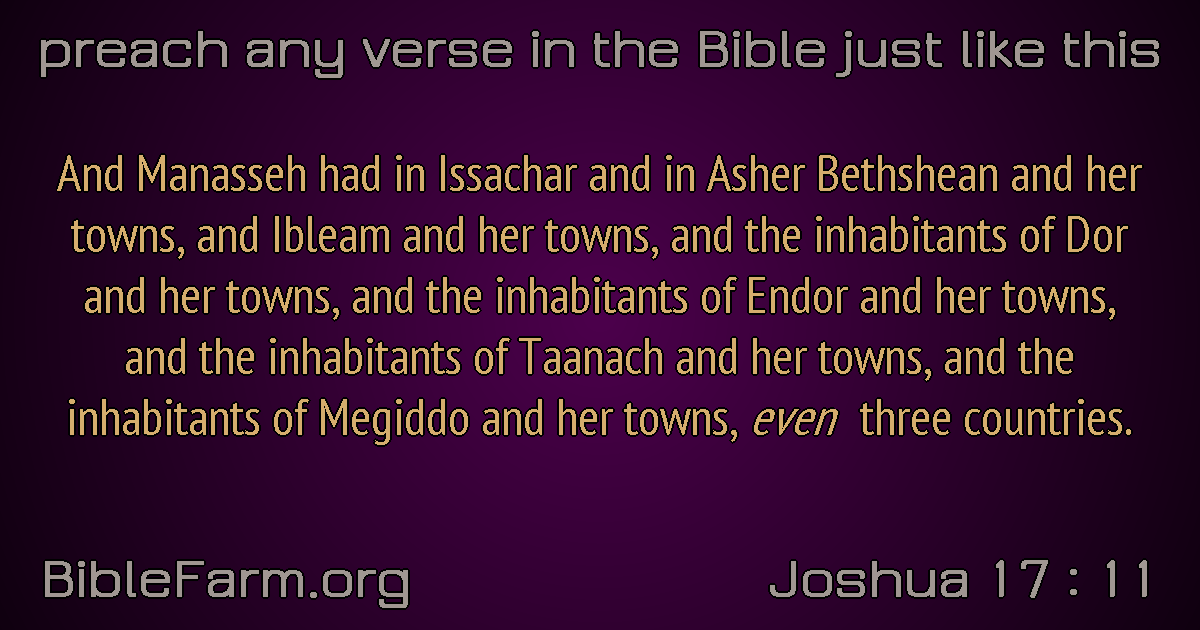 preach any verse in the Bible just like this
And Manasseh had in Issachar and in Asher Bethshean and her
towns, and Ibleam and her towns, and the inhabitants of Dor
and her towns, and the inhabitants of Endor and her towns,
and the inhabitants of Taanach and her towns, and the
inhabitants of Megiddo and her towns, even three countries.
BibleFarm.org
Joshua 17 : 11